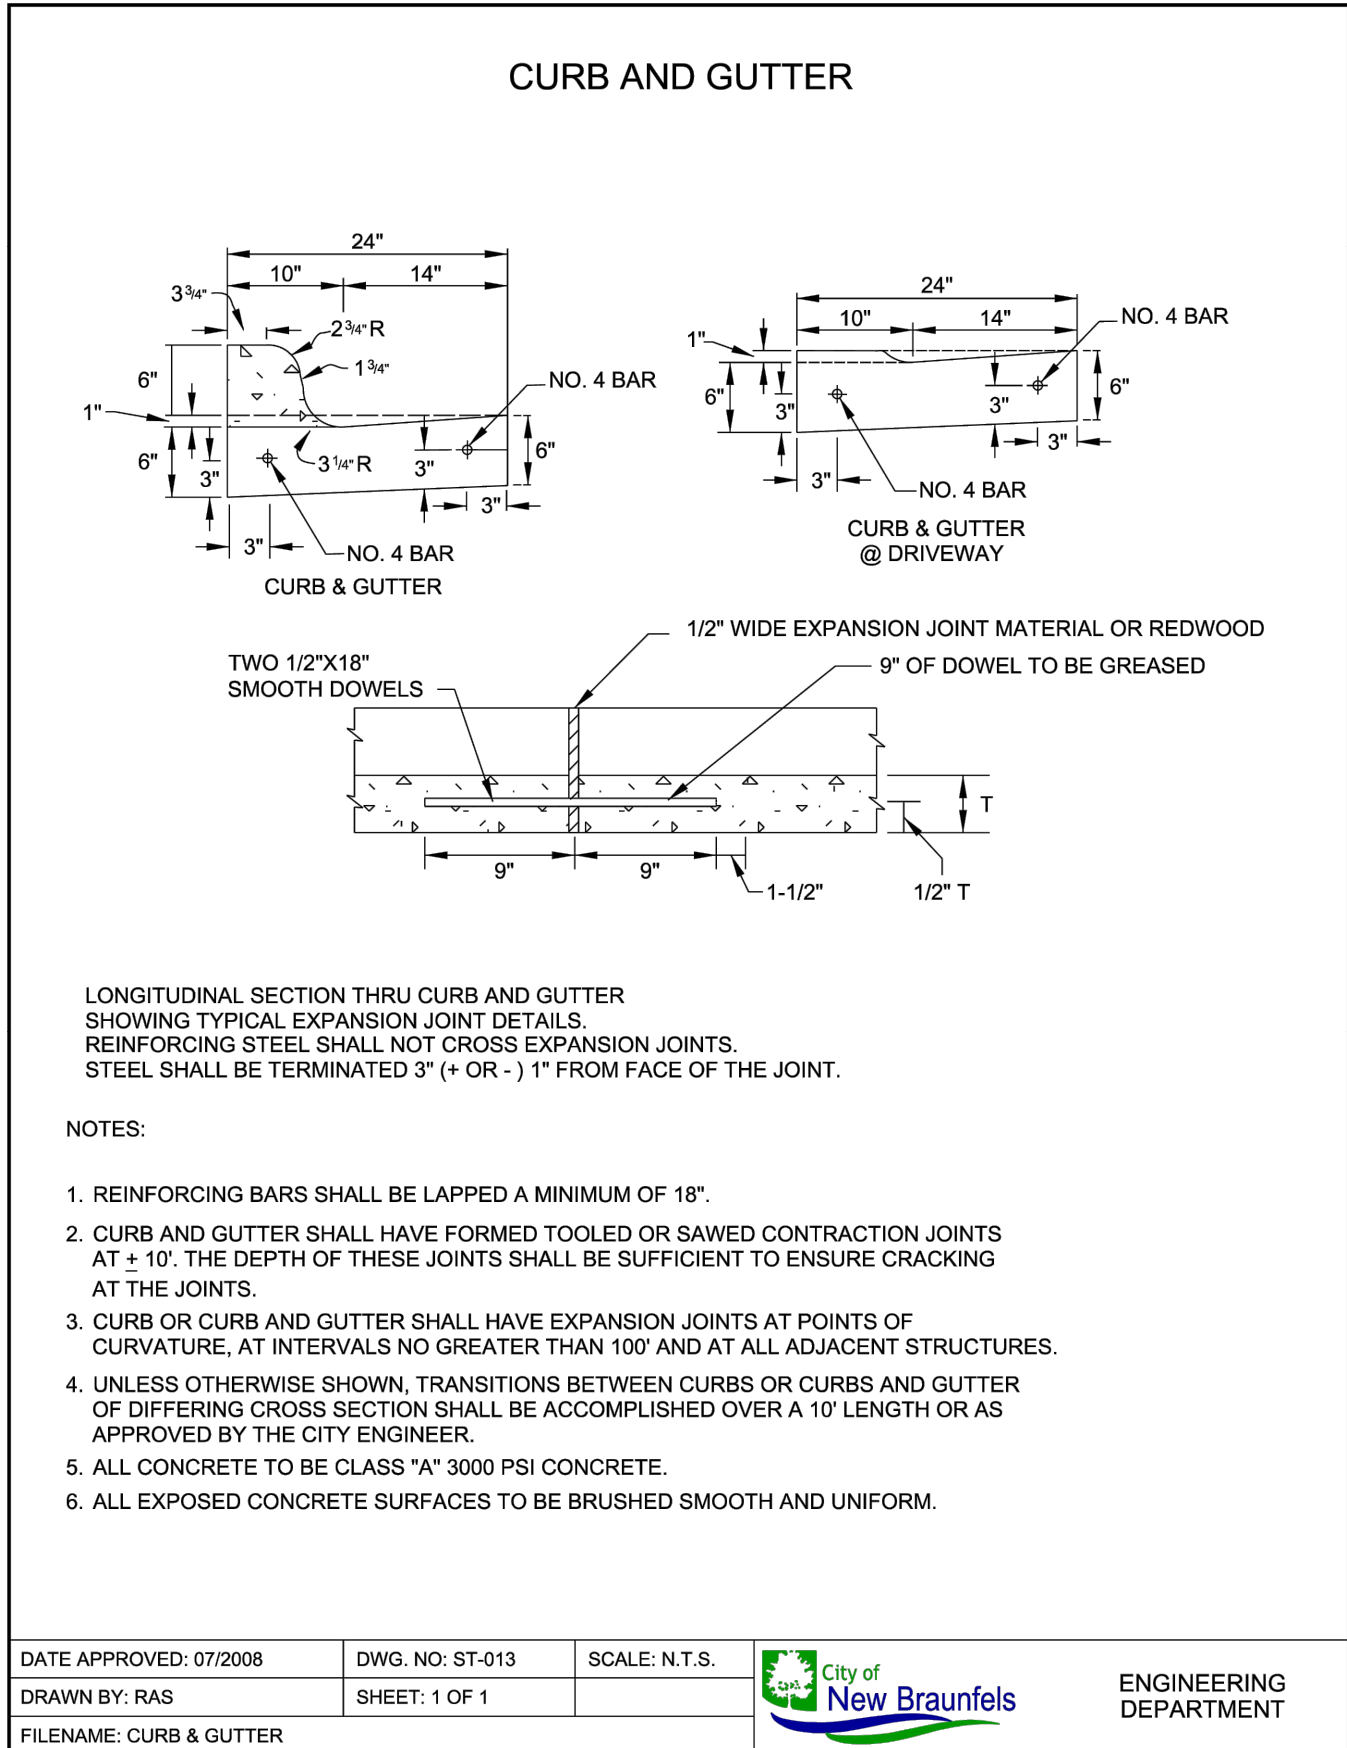 CURB AND GUTTER
24"
10" 14"
3 3/4"
2 3/4" R
1 3/4"
6"
1"
NO. 4 BAR
6"
3"
3 1/4" R
3"
6"
3"
3"
NO. 4 BAR
CURB & GUTTER
24"
10" 14"
NO. 4 BAR
1"
6"
3"
3"
6"
3"
3"
NO. 4 BAR
CURB & GUTTER
@ DRIVEWAY
1/2" WIDE EXPANSION JOINT MATERIAL OR REDWOOD
TWO 1/2"X18"
SMOOTH DOWELS
9" OF DOWEL TO BE GREASED
T
9" 9"
1-1/2"
1/2" T
LONGITUDINAL SECTION THRU CURB AND GUTTER
SHOWING TYPICAL EXPANSION JOINT DETAILS.
REINFORCING STEEL SHALL NOT CROSS EXPANSION JOINTS.
STEEL SHALL BE TERMINATED 3" (+ OR - ) 1" FROM FACE OF THE JOINT.
NOTES:
1. REINFORCING BARS SHALL BE LAPPED A MINIMUM OF 18".
2. CURB AND GUTTER SHALL HAVE FORMED TOOLED OR SAWED CONTRACTION JOINTS
AT ± 10'. THE DEPTH OF THESE JOINTS SHALL BE SUFFICIENT TO ENSURE CRACKING
AT THE JOINTS.
3. CURB OR CURB AND GUTTER SHALL HAVE EXPANSION JOINTS AT POINTS OF
CURVATURE, AT INTERVALS NO GREATER THAN 100' AND AT ALL ADJACENT STRUCTURES.
4. UNLESS OTHERWISE SHOWN, TRANSITIONS BETWEEN CURBS OR CURBS AND GUTTER
OF DIFFERING CROSS SECTION SHALL BE ACCOMPLISHED OVER A 10' LENGTH OR AS
APPROVED BY THE CITY ENGINEER.
5. ALL CONCRETE TO BE CLASS "A" 3000 PSI CONCRETE.
6. ALL EXPOSED CONCRETE SURFACES TO BE BRUSHED SMOOTH AND UNIFORM.
DATE APPROVED: 07/2008
DWG. NO: ST-013
SCALE: N.T.S.
DRAWN BY: RAS
SHEET: 1 OF 1
FILENAME: CURB & GUTTER
City of
New Braunfels
ENGINEERING
DEPARTMENT